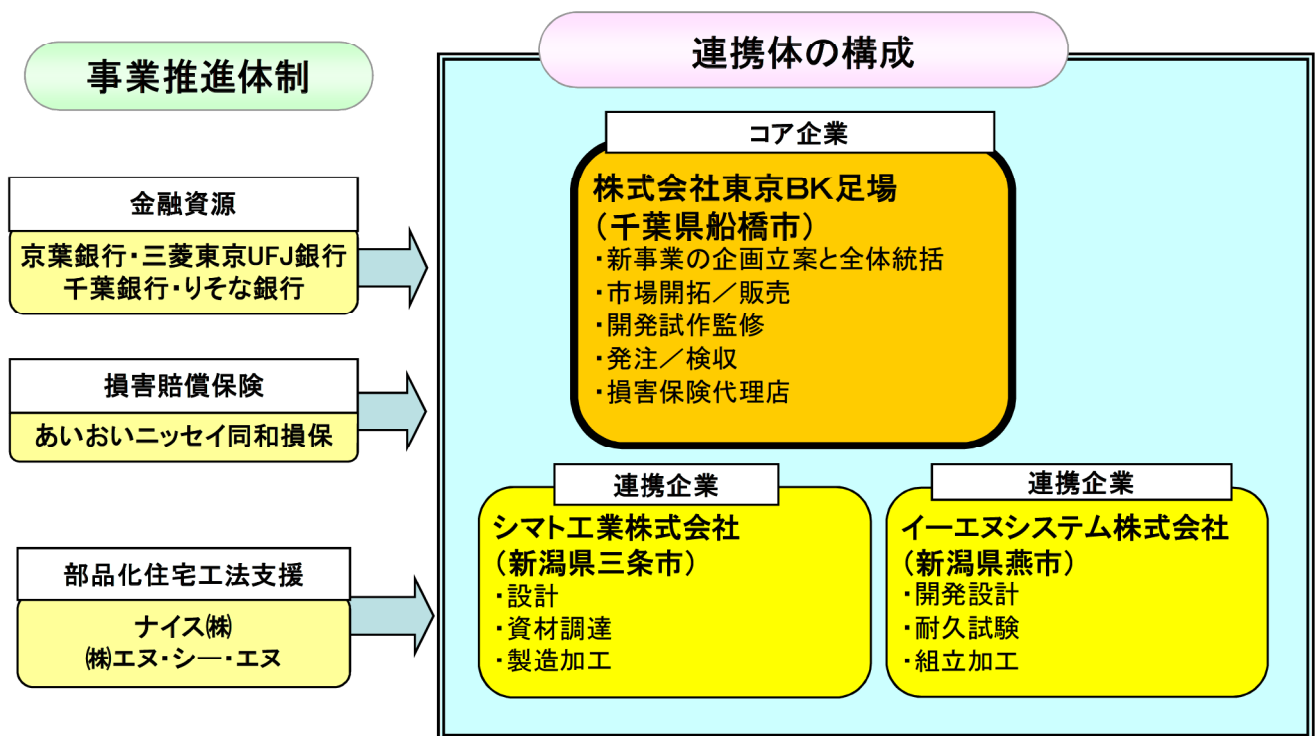 事業推進体制
金融資源
京葉銀行・三菱東京UFJ銀行
千葉銀行・りそな銀行
損害賠償保険
あいおいニッセイ同和損保
部品化住宅工法支援
ナイス㈱
㈱エヌ・シー・エヌ
連携体の構成
コア企業
株式会社東京BK足場
（千葉県船橋市）
・新事業の企画立案と全体統括
・市場開拓／販売
・開発試作監修
・発注／検収
・損害保険代理店
連携企業
シマト工業株式会社
（新潟県三条市）
・設計
・資材調達
・製造加工
連携企業
イーエヌシステム株式会社
（新潟県燕市）
・開発設計
・耐久試験
・組立加工